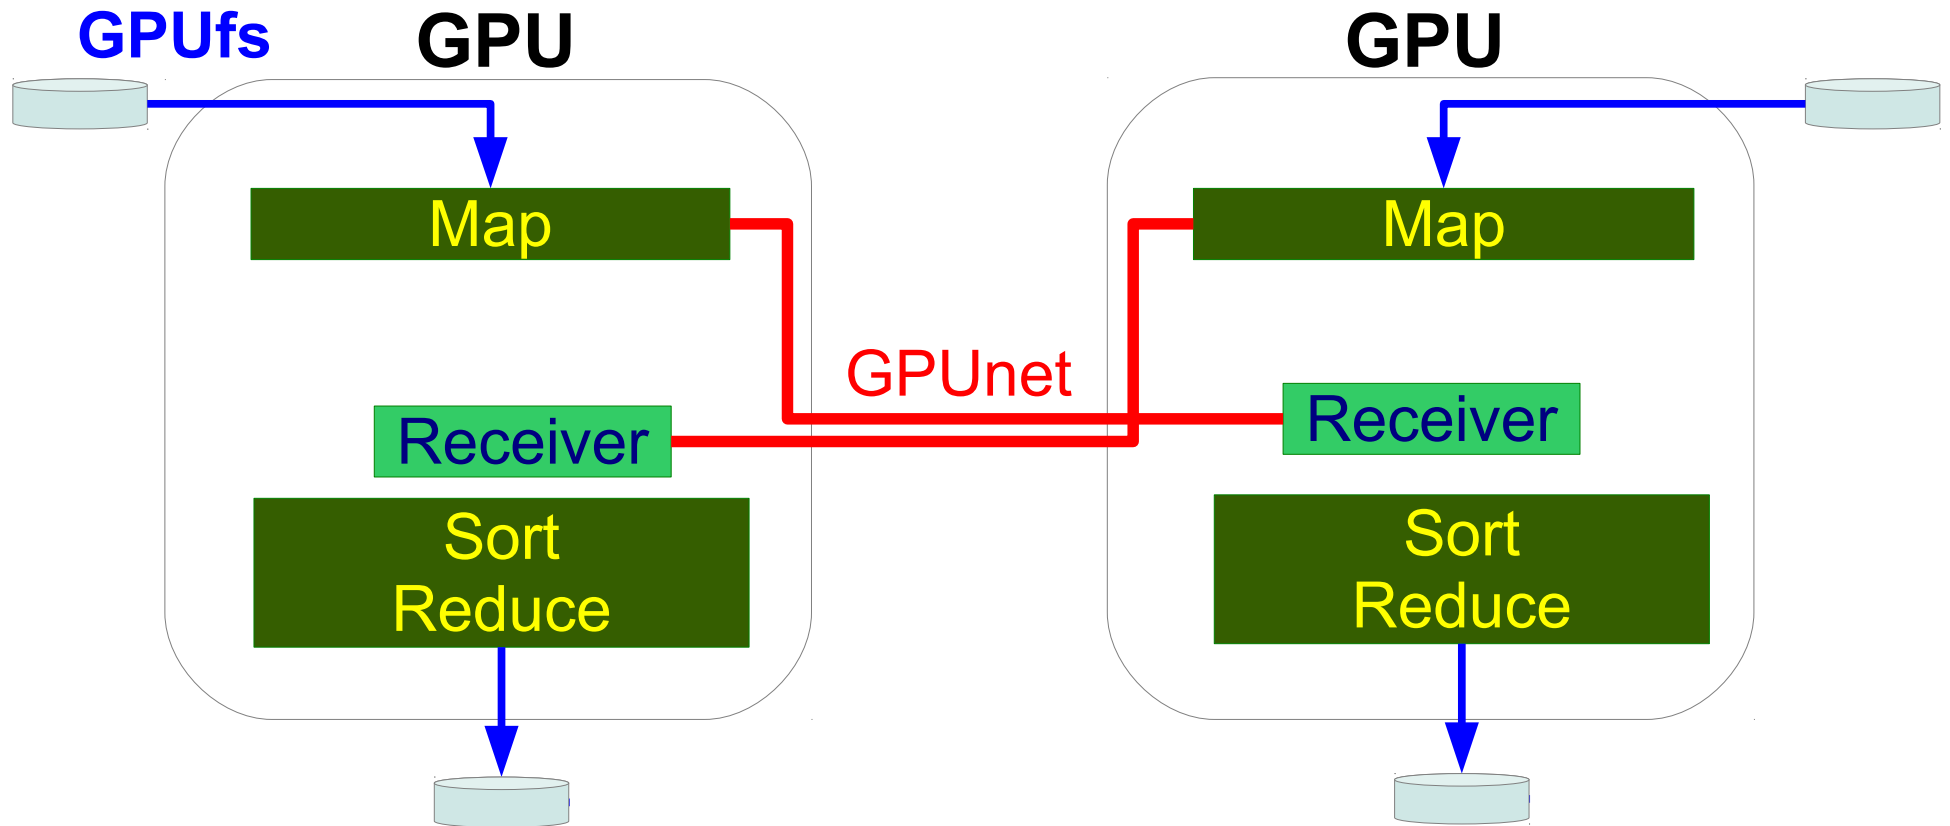 GPUfs
GPU
GPU
Map
Map
GPUnet
Receiver
Receiver
Sort
Reduce
Sort
Reduce